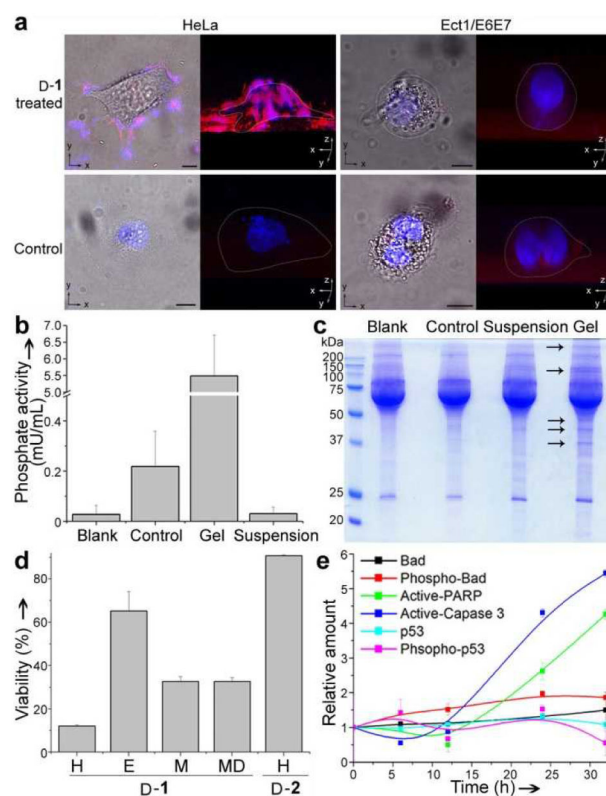 a
HeLa
Ect1/E6E7
D-1
treated
Control
y
x
z
x
y
y
x
z
x
y
y
x
z
x
y
y
x
z
x
y
b
Phosphate activity→
(mU/mL)
7.0
6.5
6.0
5.5
5.0
0.4
0.2
0
Blank Control Gel Suspension
c
Blank Control Suspension Gel
kDa
200
150
100
75
50
37
25
20
d
Viability (%) →
80
60
40
20
0
H E M MD H
D-1 D-2
e
Relative amount
6
5
4
3
2
1
0
Bad
Phospho-Bad
Active-PARP
Active-Capase 3
p53
Phsopho-p53
0 5 10 15 20 25 30
Time (h) →